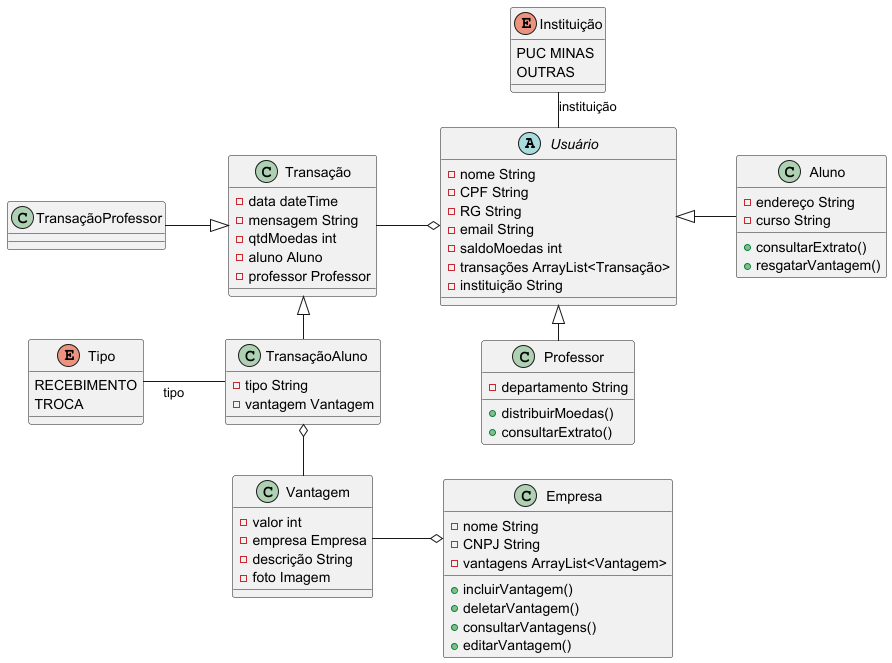 E Instituição
PUC MINAS
OUTRAS
instituição
A Usuário
nome String
CPF String
RG String
email String
saldoMoedas int
transações ArrayList<Transação>
instituição String
C Transação
data dateTime
mensagem String
qtdMoedas int
aluno Aluno
professor Professor
C Aluno
endereço String
curso String
consultarExtrato()
resgatarVantagem()
C TransaçãoProfessor
E Tipo
RECEBIMENTO
TROCA
tipo
C TransaçãoAluno
tipo String
vantagem Vantagem
C Professor
departamento String
distribuirMoedas()
consultarExtrato()
C Vantagem
valor int
empresa Empresa
descrição String
foto Imagem
C Empresa
nome String
CNPJ String
vantagens ArrayList<Vantagem>
incluirVantagem()
deletarVantagem()
consultarVantagens()
editarVantagem()